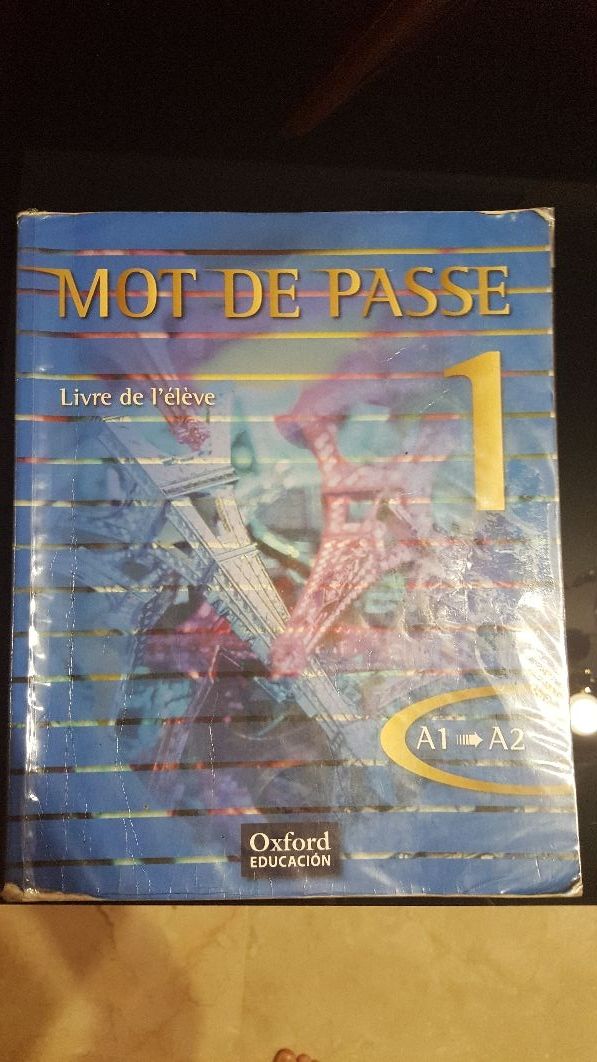 MOT DE PASSE
1
Livre de l'élève
A1 A2
Oxford
EDUCACIÓN